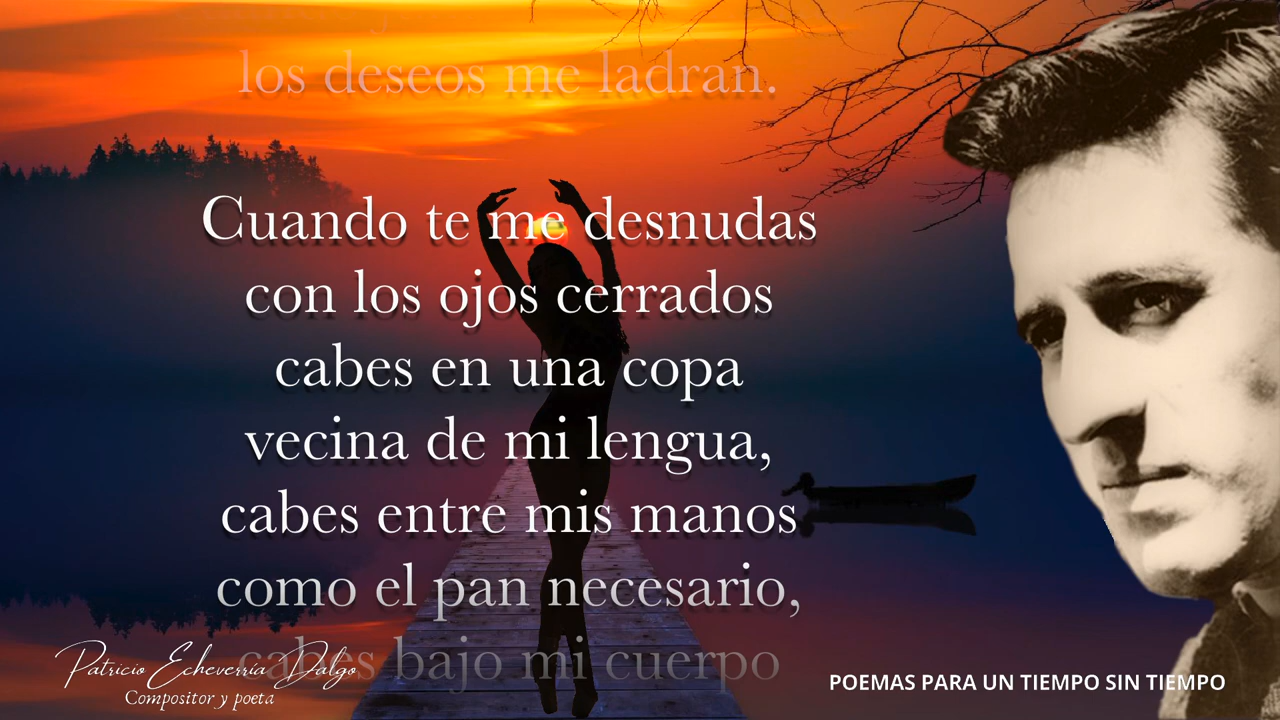 los deseos me ladran.
Cuando te me desnudas
con los ojos cerrados
cabes en una copa
vecina de mi lengua,
cabes entre mis manos
como el pan necesario,
cabes bajo mi cuerpo
Patricio Echeverría Dalgo
Compositor y poeta
POEMAS PARA UN TIEMPO SIN TIEMPO